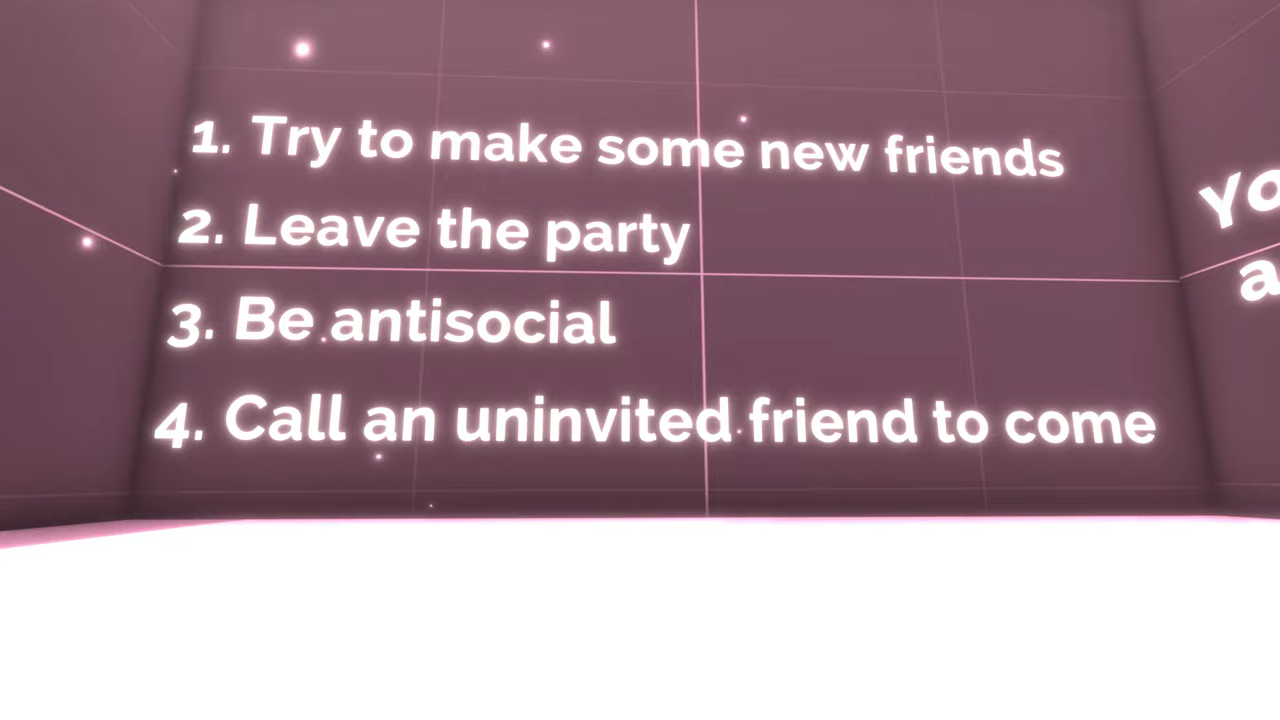 1. Try to make some new friends
2. Leave the party
3. Be antisocial
4. Call an uninvited friend to come